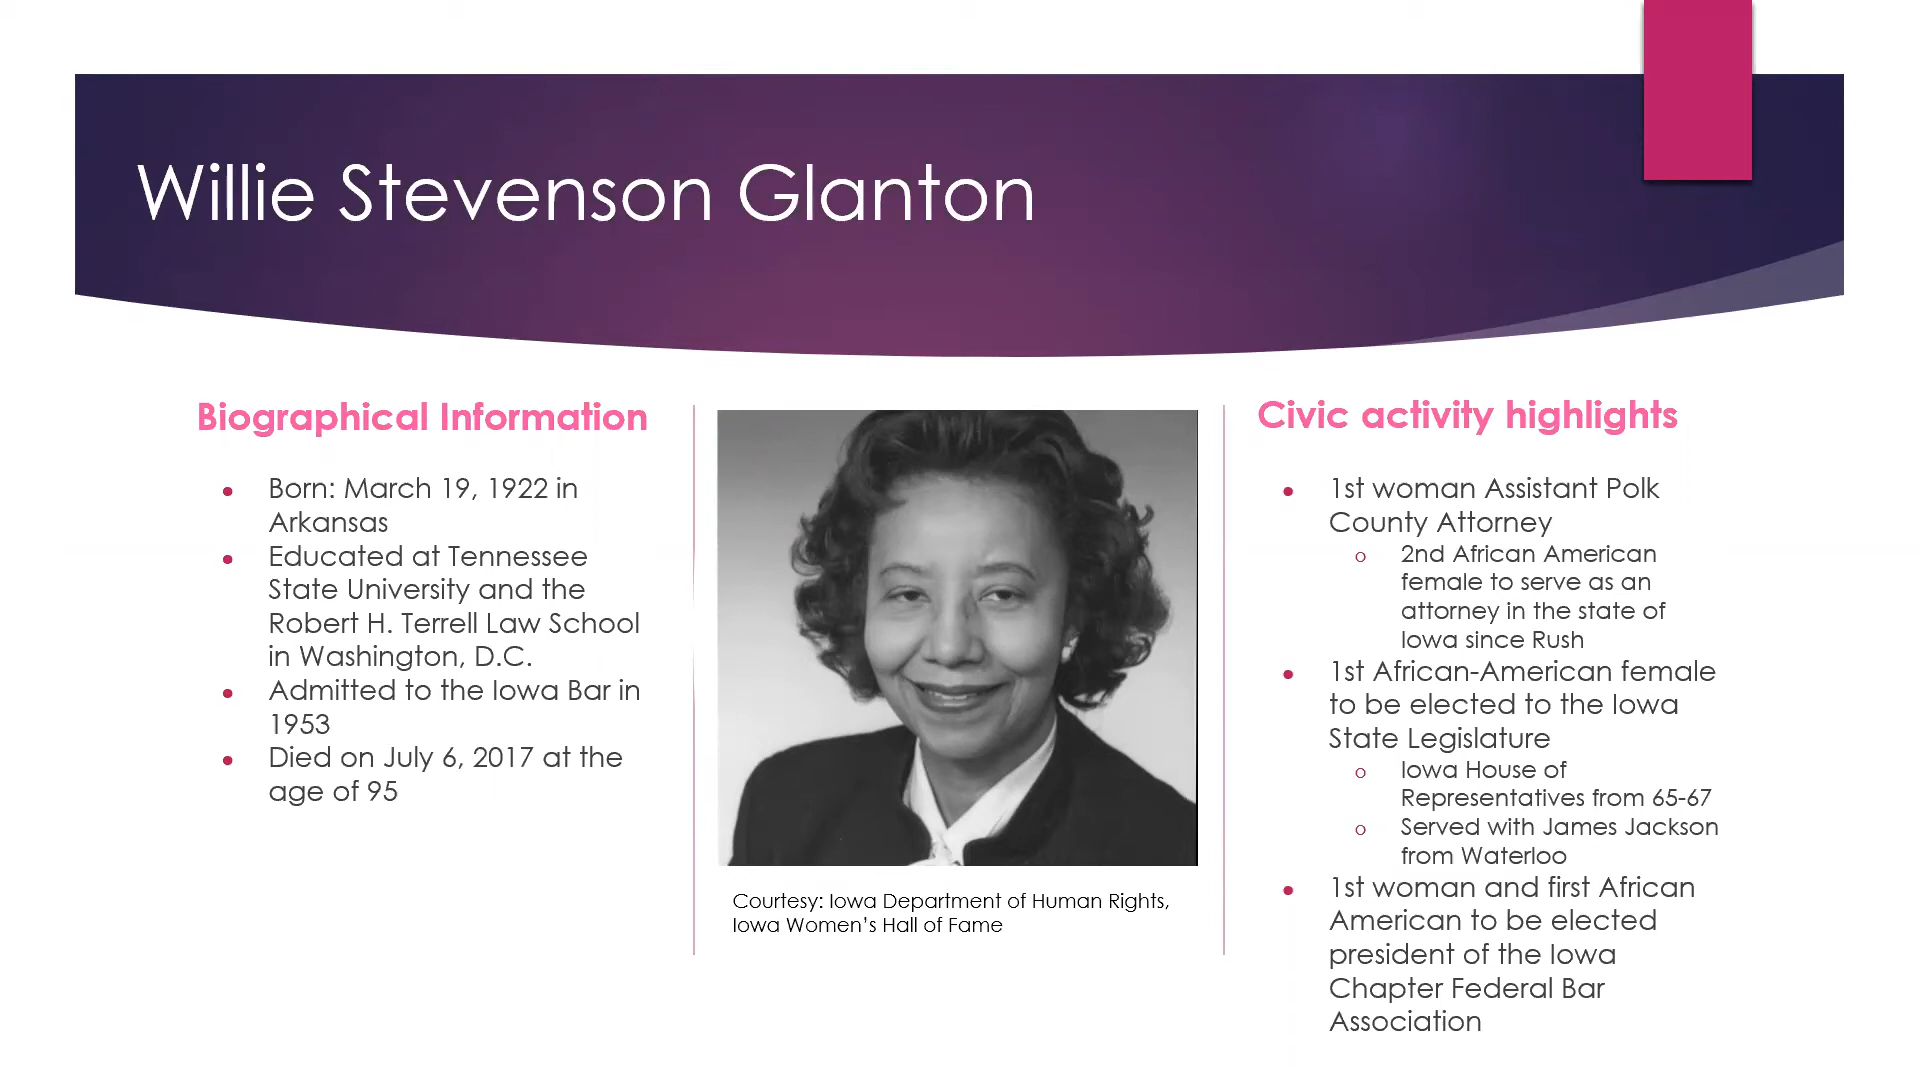 Willie Stevenson Glanton
Biographical Information
● Born: March 19, 1922 in
Arkansas
● Educated at Tennessee
State University and the
Robert H. Terrell Law School
in Washington, D.C.
● Admitted to the Iowa Bar in
1953
● Died on July 6, 2017 at the
age of 95
Courtesy: Iowa Department of Human Rights,
Iowa Women’s Hall of Fame
Civic activity highlights
● 1st woman Assistant Polk
County Attorney
○ 2nd African American
female to serve as an
attorney in the state of
Iowa since Rush
● 1st African-American female
to be elected to the Iowa
State Legislature
○ Iowa House of
Representatives from 65-67
○ Served with James Jackson
from Waterloo
● 1st woman and first African
American to be elected
president of the Iowa
Chapter Federal Bar
Association